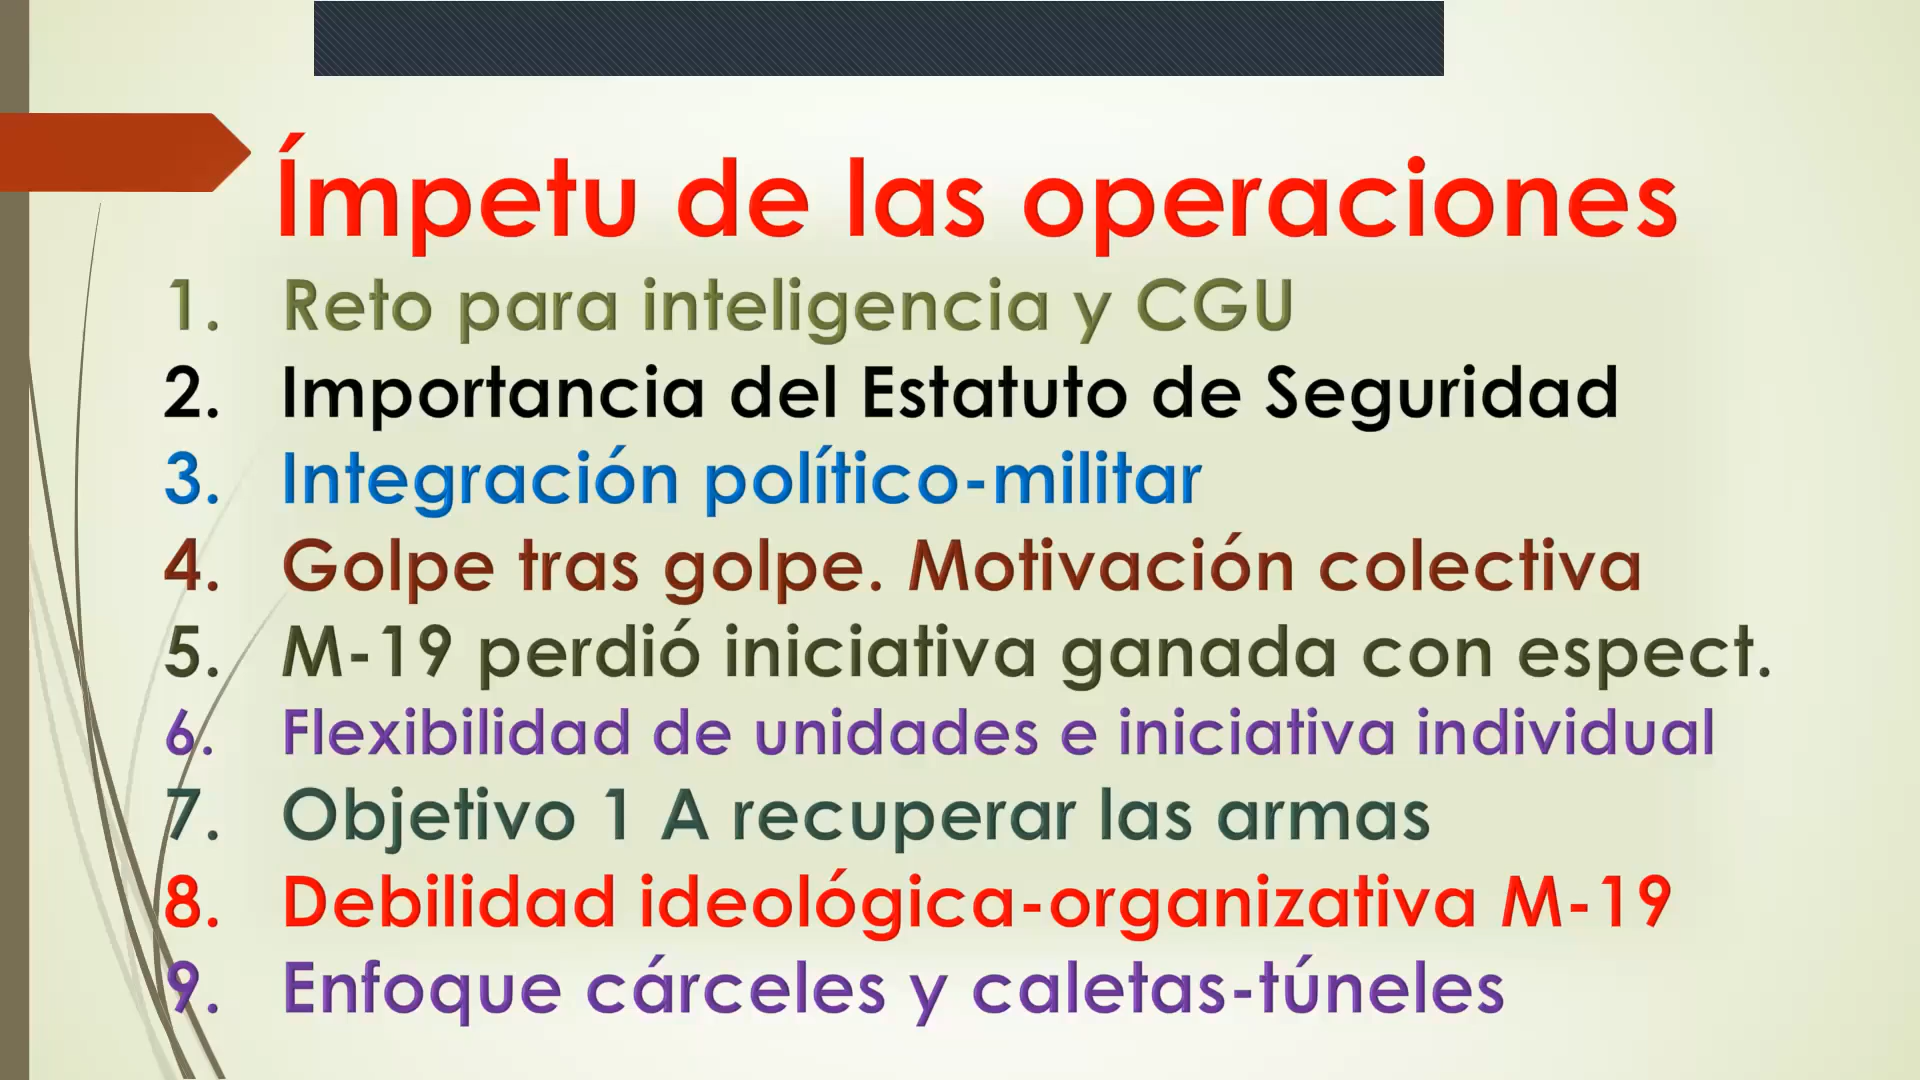 Ímpetu de las operaciones
1. Reto para inteligencia y CGU
2. Importancia del Estatuto de Seguridad
3. Integración político-militar
4. Golpe tras golpe. Motivación colectiva
5. M-19 perdió iniciativa ganada con espect.
6. Flexibilidad de unidades e iniciativa individual
7. Objetivo 1 A recuperar las armas
8. Debilidad ideológica-organizativa M-19
9. Enfoque cárceles y caletas-túneles